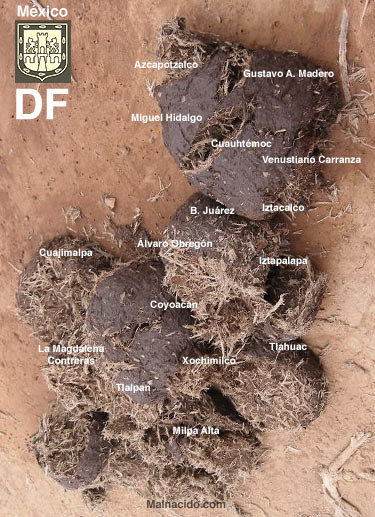 México
DF
Azcapotzalco
Gustavo A. Madero
Miguel Hidalgo
Cuauhtémoc
Venustiano Carranza
B. Juárez
Iztacalco
Álvaro Obregón
Cuajimalpa
Iztapalapa
Coyoacán
La Magdalena
Contreras
Xochimilco
Tlahuac
Tlalpan
Milpa Alta
Malnacido.com